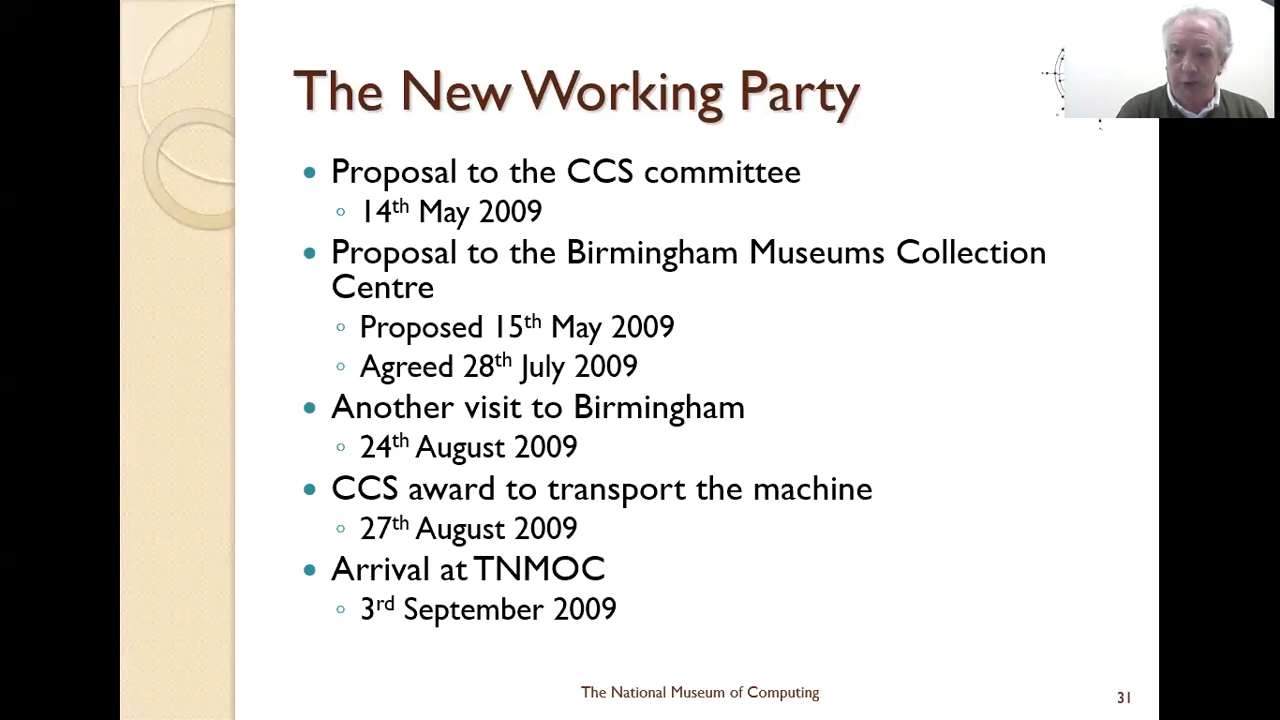 The New Working Party
Proposal to the CCS committee
14th May 2009
Proposal to the Birmingham Museums Collection
Centre
Proposed 15th May 2009
Agreed 28th July 2009
Another visit to Birmingham
24th August 2009
CCS award to transport the machine
27th August 2009
Arrival at TNMOC
3rd September 2009
The National Museum of Computing
31